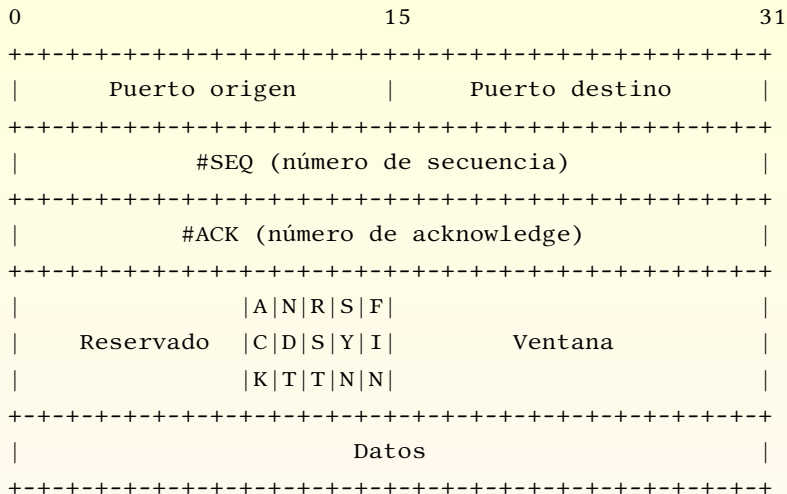 0 15 31
+-+-+-+-+-+-+-+-+-+-+-+-+-+-+-+-+-+-+-+-+-+-+-+-+-+-+
| Puerto origen | Puerto destino |
+-+-+-+-+-+-+-+-+-+-+-+-+-+-+-+-+-+-+-+-+-+-+-+-+-+-+
| #SEQ (número de secuencia) |
+-+-+-+-+-+-+-+-+-+-+-+-+-+-+-+-+-+-+-+-+-+-+-+-+-+-+
| #ACK (número de acknowledge) |
+-+-+-+-+-+-+-+-+-+-+-+-+-+-+-+-+-+-+-+-+-+-+-+-+-+-+
| |A|N|R|S|F| |
| Reservado |C|D|S|Y|I| Ventana |
| |K|T|T|N|N| |
+-+-+-+-+-+-+-+-+-+-+-+-+-+-+-+-+-+-+-+-+-+-+-+-+-+-+
| Datos |
+-+-+-+-+-+-+-+-+-+-+-+-+-+-+-+-+-+-+-+-+-+-+-+-+-+-+